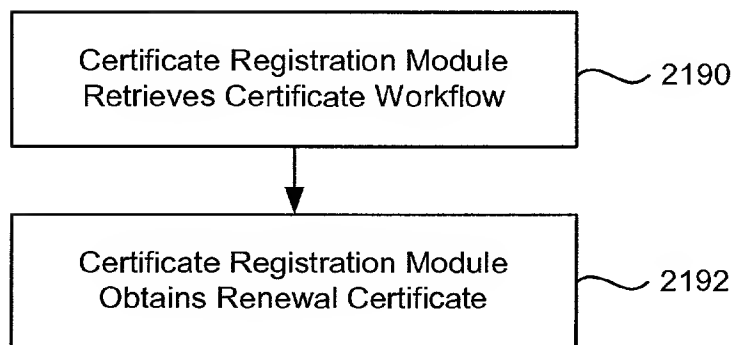 Certificate Registration Module
Retrieves Certificate Workflow
2190
Certificate Registration Module
Obtains Renewal Certificate
2192